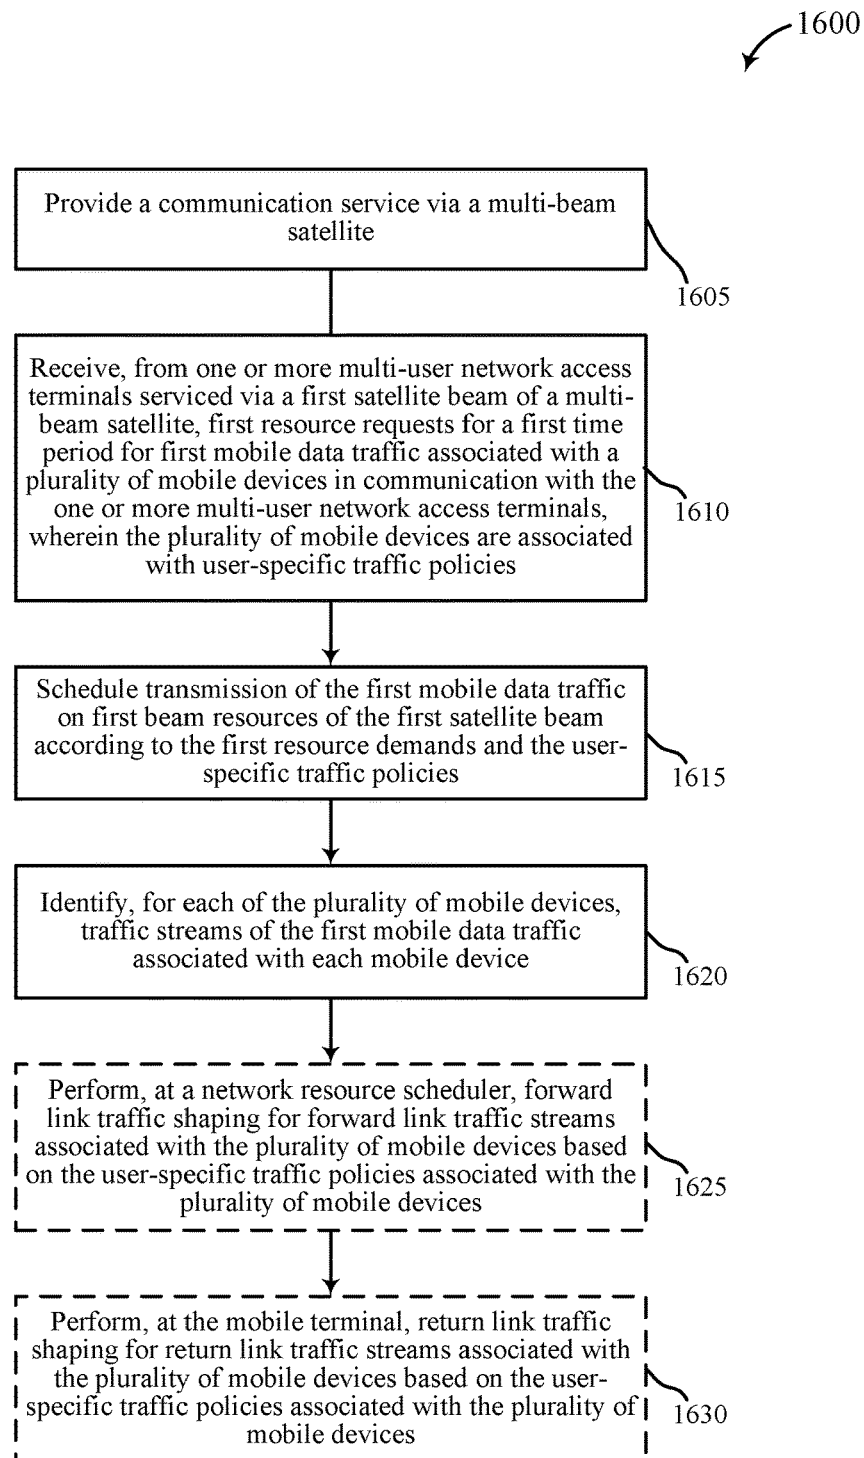 1600
Provide a communication service via a multi-beam
satellite
1605
Receive, from one or more multi-user network access
terminals serviced via a first satellite beam of a multi-
beam satellite, first resource requests for a first time
period for first mobile data traffic associated with a
plurality of mobile devices in communication with the
one or more multi-user network access terminals,
wherein the plurality of mobile devices are associated
with user-specific traffic policies
1610
Schedule transmission of the first mobile data traffic
on first beam resources of the first satellite beam
according to the first resource demands and the user-
specific traffic policies
1615
Identify, for each of the plurality of mobile devices,
traffic streams of the first mobile data traffic
associated with each mobile device
1620
Perform, at a network resource scheduler, forward
link traffic shaping for forward link traffic streams
associated with the plurality of mobile devices based
on the user-specific traffic policies associated with the
plurality of mobile devices
1625
Perform, at the mobile terminal, return link traffic
shaping for return link traffic streams associated with
the plurality of mobile devices based on the user-
specific traffic policies associated with the plurality of
mobile devices
1630